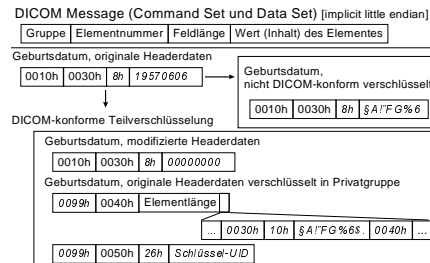 DICOM Message (Command Set und Data Set) [implicit little endian]
Gruppe Elementnummer Feldlänge Wert (Inhalt) des Elementes
Geburtsdatum, originale Headerdaten
0010h 0030h 8h 19570606
Geburtsdatum,
nicht DICOM-konform verschlüsselt
0010h 0030h 8h §A!"FG%6
DICOM-konforme Teilverschlüsselung
Geburtsdatum, modifizierte Headerdaten
0010h 0030h 8h 00000000
Geburtsdatum, originale Headerdaten verschlüsselt in Privatgruppe
0099h 0040h Elementlänge
... 0030h 10h §A!"FG%6$. 0040h ...
0099h 0050h 26h Schlüssel-UID